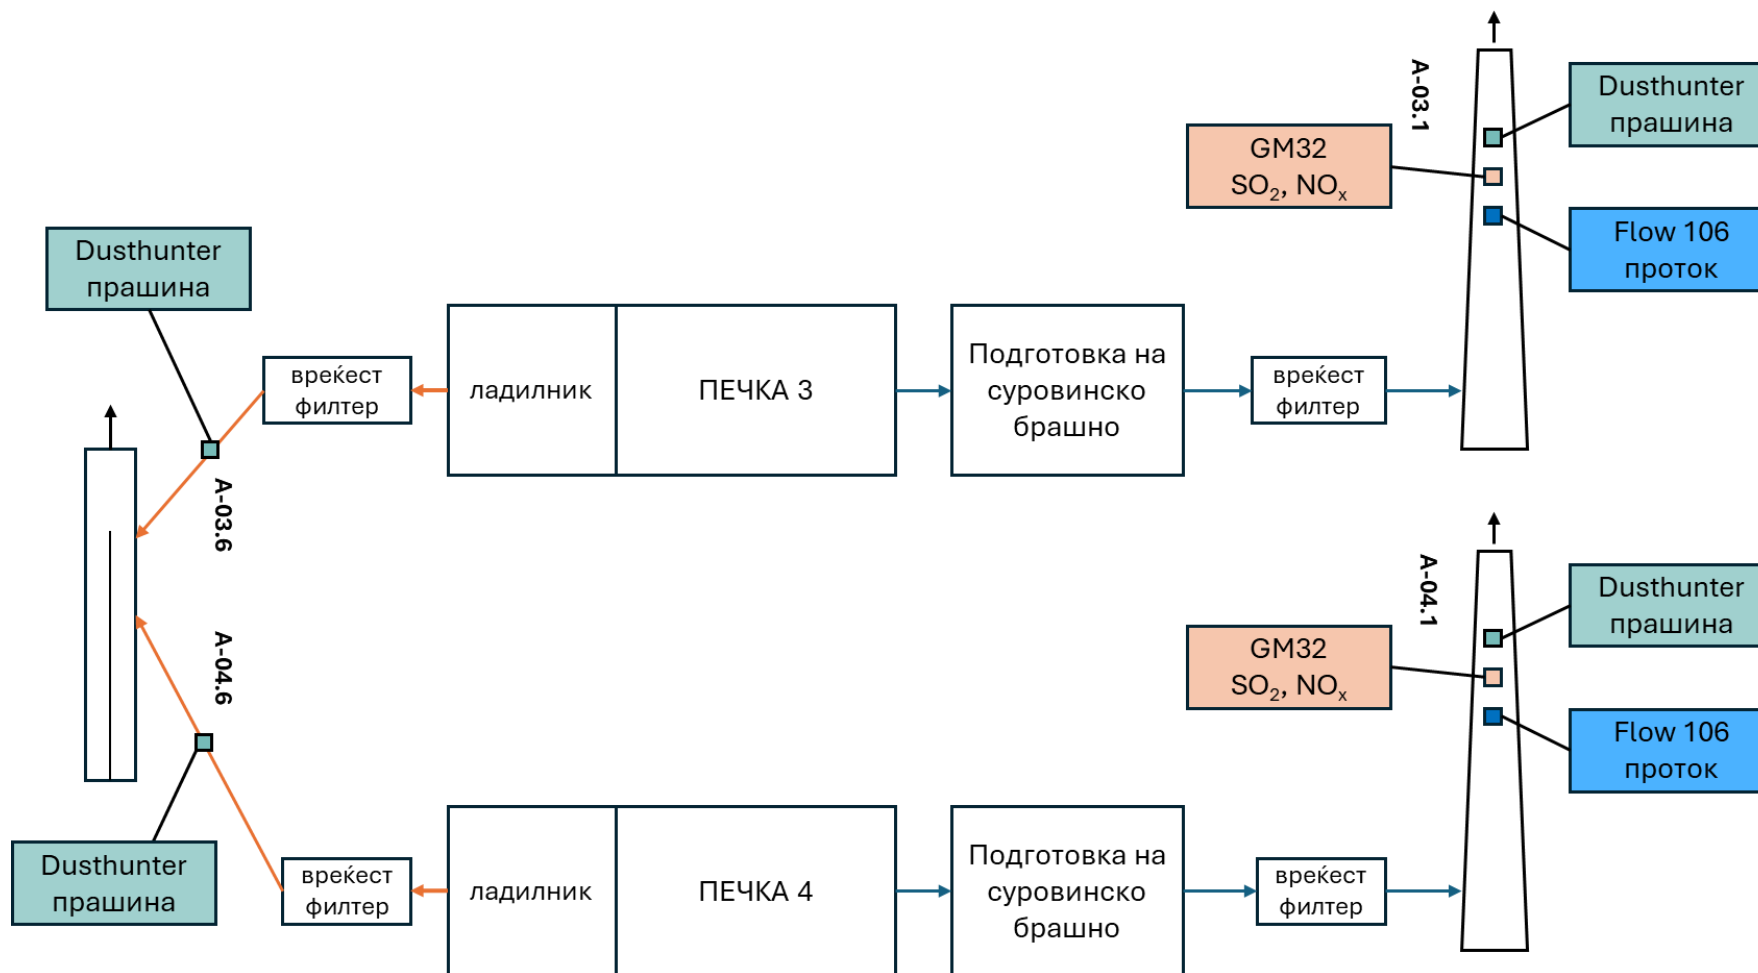 A-03.1
Dusthunter
прашина
GM32
SO₂, NOₓ
Flow 106
проток
Dusthunter
прашина
вреќест
филтер
ладилник
ПЕЧКА 3
Подготовка на
суровинско
брашно
вреќест
филтер
A-03.6
A-04.1
Dusthunter
прашина
GM32
SO₂, NOₓ
Flow 106
проток
A-04.6
Dusthunter
прашина
вреќест
филтер
ладилник
ПЕЧКА 4
Подготовка на
суровинско
брашно
вреќест
филтер